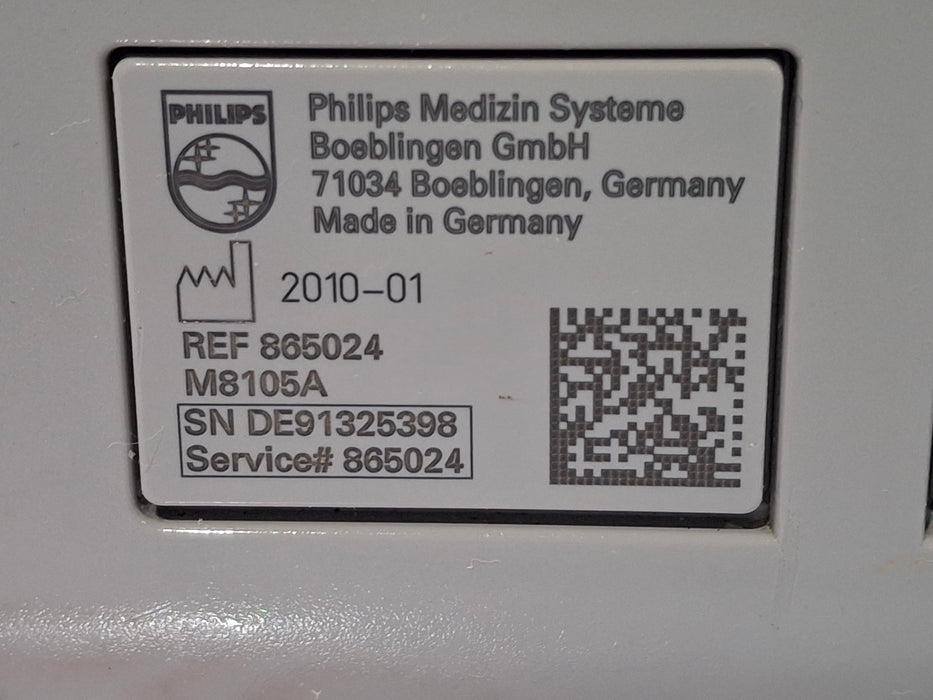 PHILIPS
Philips Medizin Systeme
Boeblingen GmbH
71034 Boeblingen, Germany
Made in Germany
2010-01
REF 865024
M8105A
SN DE91325398
Service# 865024